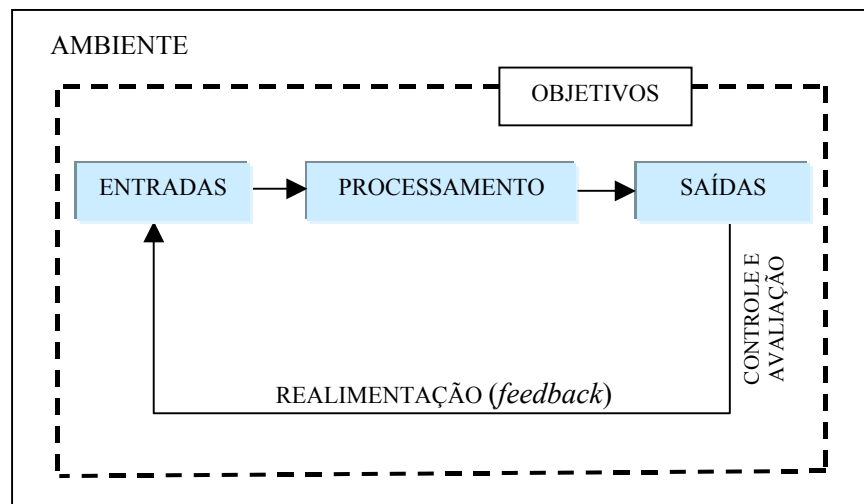 AMBIENTE
OBJETIVOS
ENTRADAS
PROCESSAMENTO
SAÍDAS
CONTROLE E
AVALIAÇÃO
REALIMENTAÇÃO (feedback)